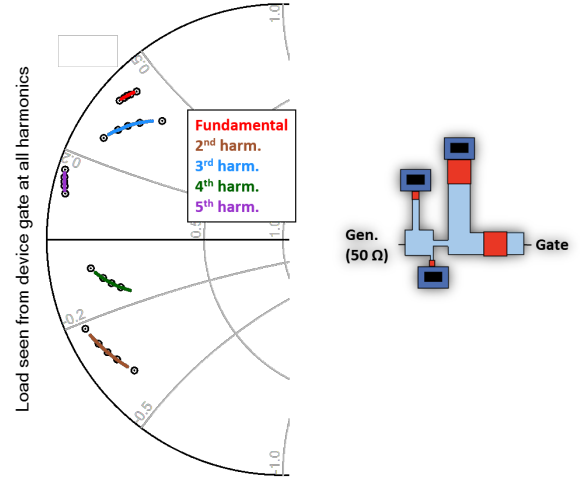 Load seen from device gate at all harmonics
1.0
0.5
0.2
Fundamental
2nd harm.
3rd harm.
4th harm.
5th harm.
0.5
1.0
-0.2
-0.5
-1.0
Gen.
(50 Ω)
Gate